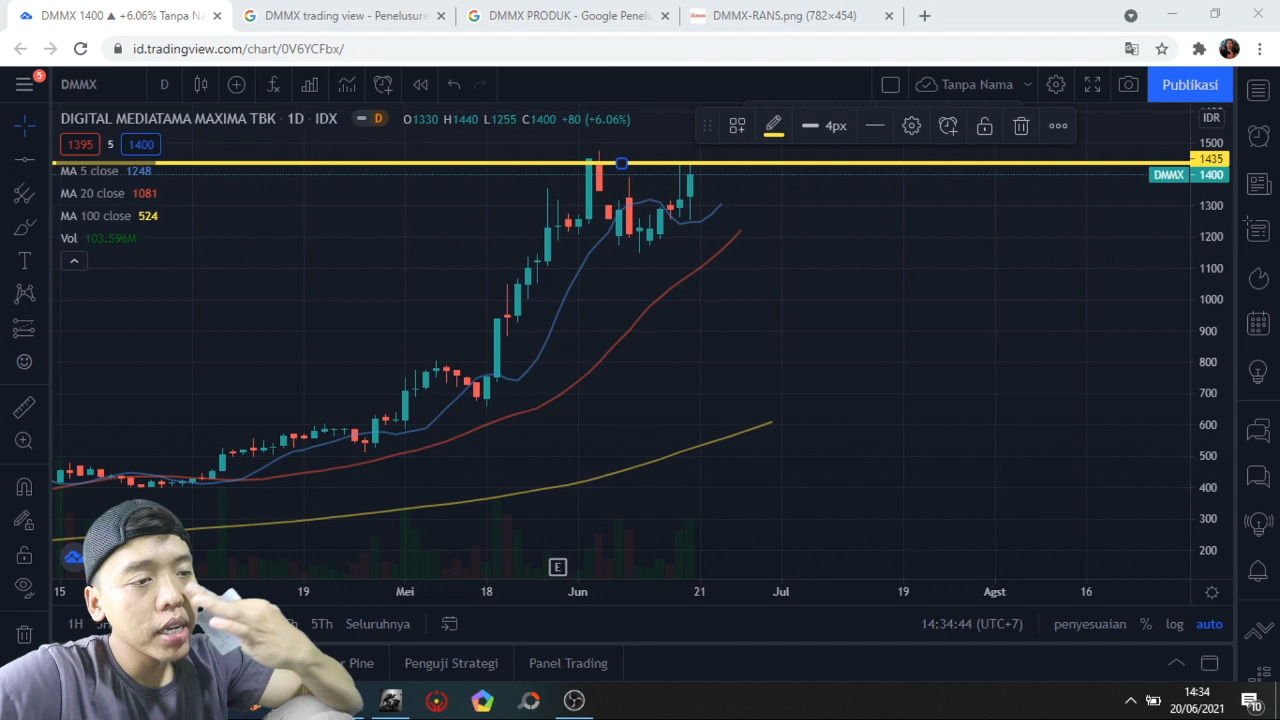 DMMX 1400 ▲ +6.06% Tanpa Na
DMMX trading view - Penelusura
DMMX PRODUK - Google Penelu
DMMX-RANS.png (782×454)
id.tradingview.com/chart/0V6YCFbx/
5
DMMX
D
Tanpa Nama
Publikasi
DIGITAL MEDIATAMA MAXIMA TBK · 1D · IDX
D
O1330 H1440 L1255 C1400 +80 (+6.06%)
4px
IDR
1395
5
1400
1500
1435
MA 5 close 1248
DMMX
1400
MA 20 close 1081
1300
MA 100 close 524
1200
Vol 103.596M
1100
1000
900
800
700
600
500
400
300
200
E
15
19
Mei
18
Jun
21
Jul
19
Agst
16
1H
5Th
Seluruhnya
14:34:44 (UTC+7)
penyesuaian
%
log
auto
Pine
Penguji Strategi
Panel Trading
14:34
20/06/2021
10